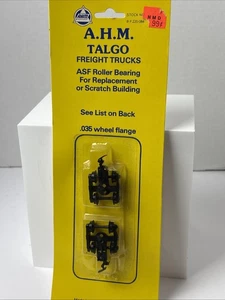 A.H.M.
TALGO
FREIGHT TRUCKS
ASF Roller Bearing
For Replacement
or Scratch Building
See List on Back
.035 wheel flange